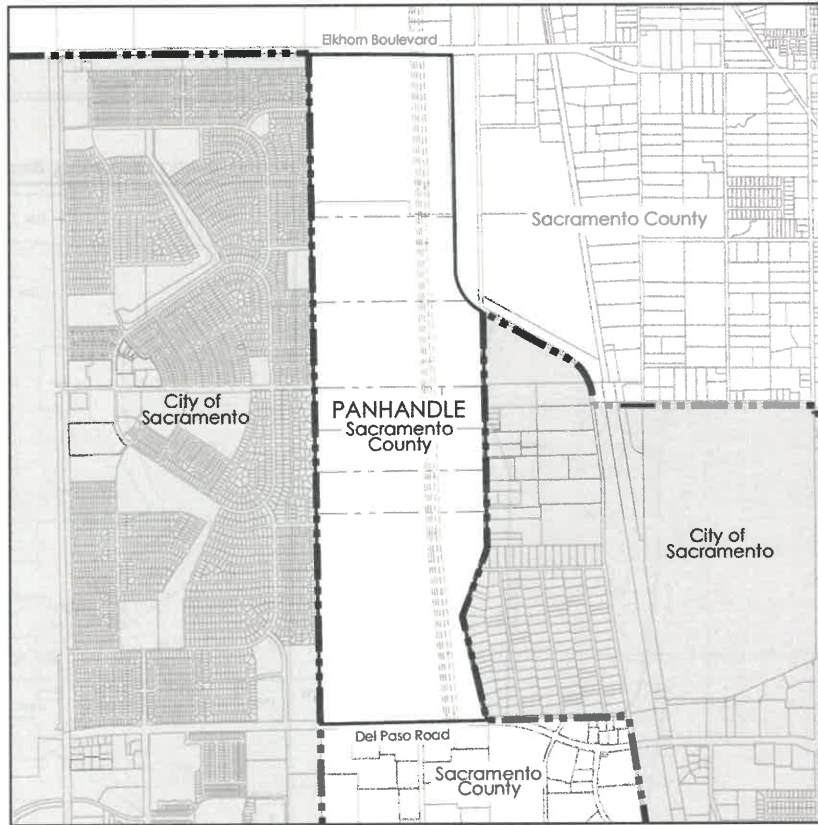 Elkhorn Boulevard
Sacramento County
City of
Sacramento
PANHANDLE
Sacramento
County
City of
Sacramento
Del Paso Road
Sacramento
County